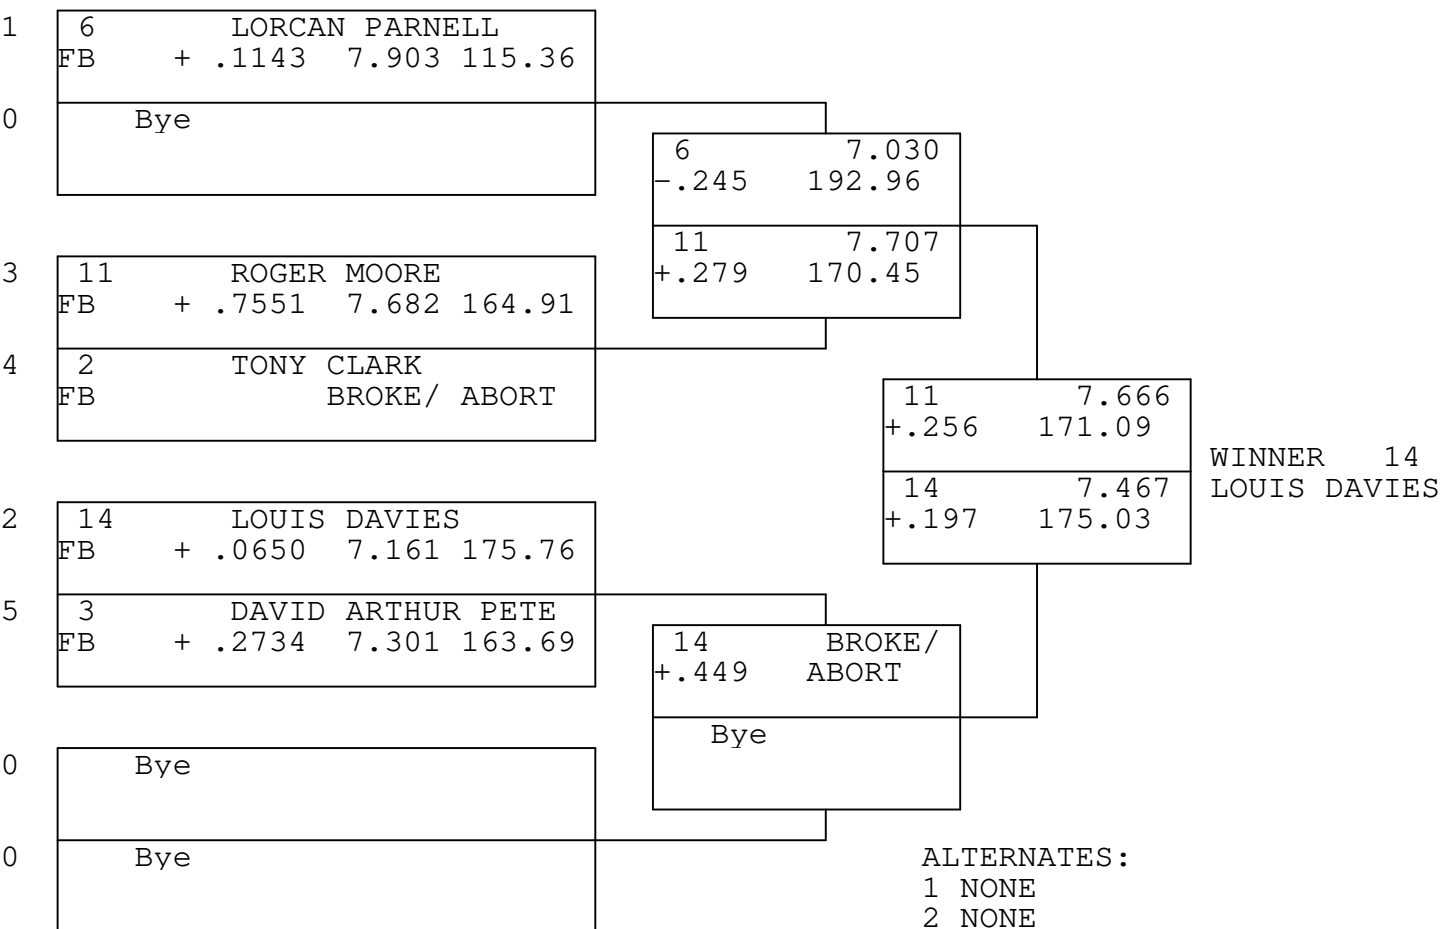 1 6 LORCAN PARNELL
FB + .1143 7.903 115.36
0 Bye
6 7.030
-.245 192.96
11 7.707
+.279 170.45
3 11 ROGER MOORE
FB + .7551 7.682 164.91
4 2 TONY CLARK
FB BROKE/ ABORT
11 7.666
+.256 171.09
14 7.467
+.197 175.03
WINNER 14
LOUIS DAVIES
2 14 LOUIS DAVIES
FB + .0650 7.161 175.76
5 3 DAVID ARTHUR PETE
FB + .2734 7.301 163.69
14 BROKE/
+.449 ABORT
Bye
0 Bye
0 Bye
ALTERNATES:
1 NONE
2 NONE